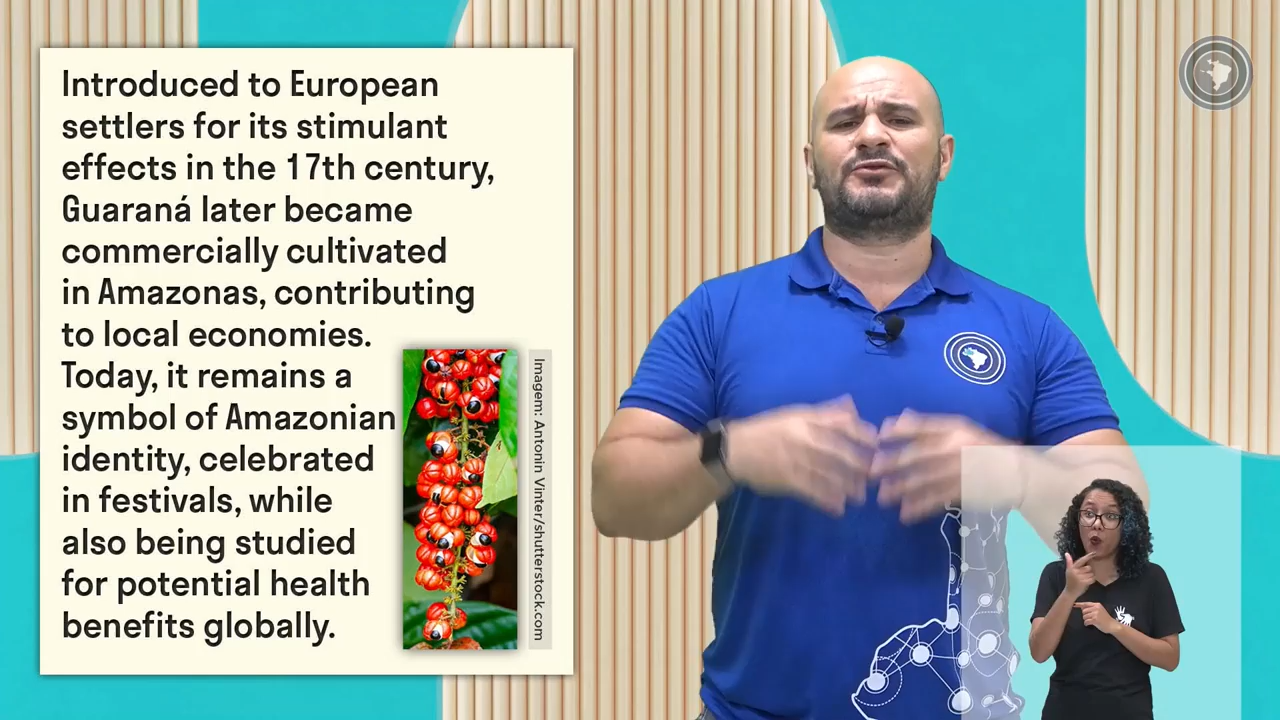 Introduced to European
settlers for its stimulant
effects in the 17th century,
Guaraná later became
commercially cultivated
in Amazonas, contributing
to local economies.
Today, it remains a
symbol of Amazonian
identity, celebrated
in festivals, while
also being studied
for potential health
benefits globally.
Imagem: Antonin Vinter/shutterstock.com